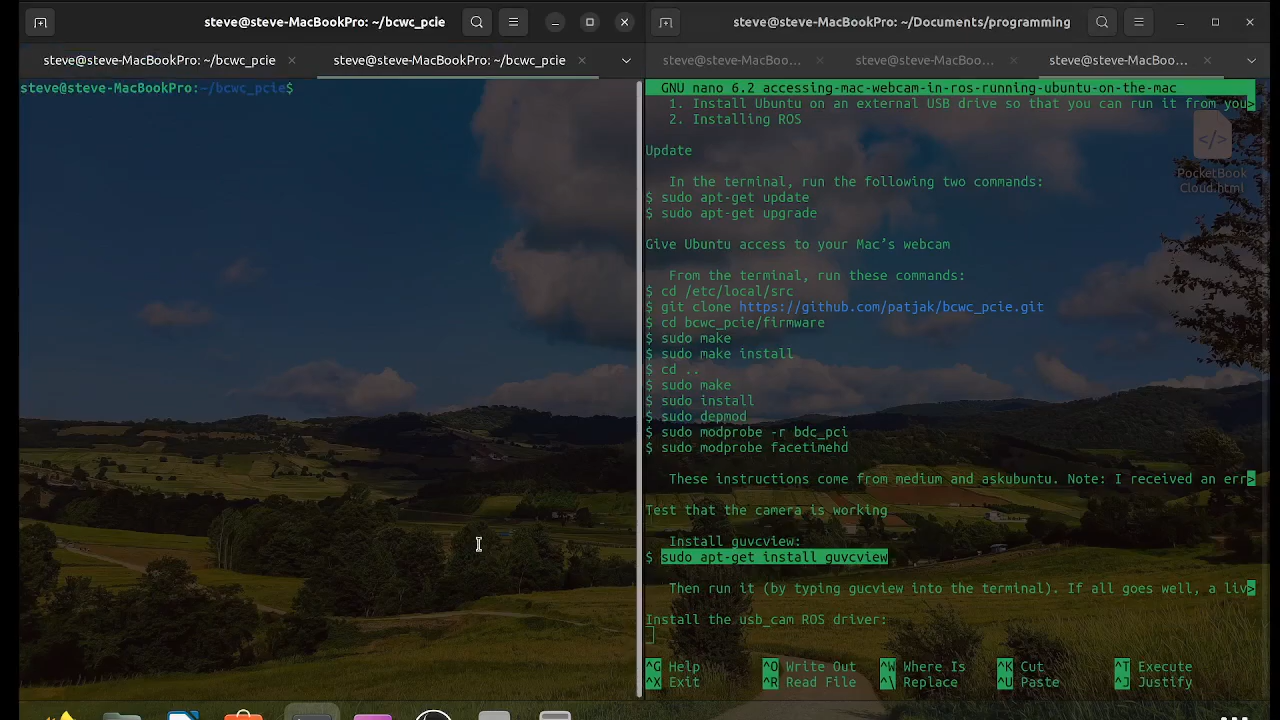 steve@steve-MacBookPro: ~/bcwc_pcie
steve@steve-MacBookPro: ~/bcwc_pcie
steve@steve-MacBookPro: ~/bcwc_pcie
steve@steve-MacBookPro:~/bcwc_pcie$
steve@steve-MacBookPro: ~/Documents/programming
steve@steve-MacBoo...
steve@steve-MacBoo...
steve@steve-MacBoo...
GNU nano 6.2 accessing-mac-webcam-in-ros-running-ubuntu-on-the-mac
1. Install Ubuntu on an external USB drive so that you can run it from you>
2. Installing ROS
Update
In the terminal, run the following two commands:
$ sudo apt-get update
$ sudo apt-get upgrade
Give Ubuntu access to your Mac’s webcam
From the terminal, run these commands:
$ cd /etc/local/src
$ git clone https://github.com/patjak/bcwc_pcie.git
$ cd bcwc_pcie/firmware
$ sudo make
$ sudo make install
$ cd ..
$ sudo make
$ sudo install
$ sudo depmod
$ sudo modprobe -r bdc_pci
$ sudo modprobe facetimehd
These instructions come from medium and askubuntu. Note: I received an err>
Test that the camera is working
Install guvcview:
$ sudo apt-get install guvcview
Then run it (by typing gucview into the terminal). If all goes well, a liv>
Install the usb_cam ROS driver:
^G Help ^O Write Out ^W Where Is ^K Cut ^T Execute
^X Exit ^R Read File ^\ Replace ^U Paste ^J Justify
PocketBook
Cloud.html